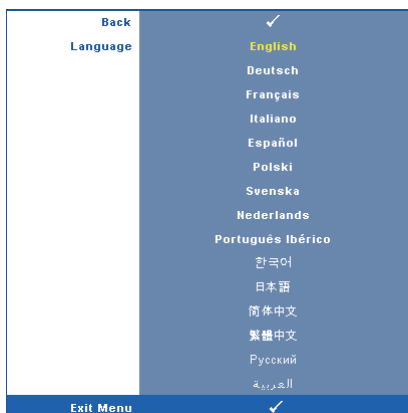 Back ✓
Language English
Deutsch
Français
Italiano
Español
Polski
Svenska
Nederlands
Português Ibérico
한국어
日本語
简体中文
繁體中文
Русский
العربية
Exit Menu ✓